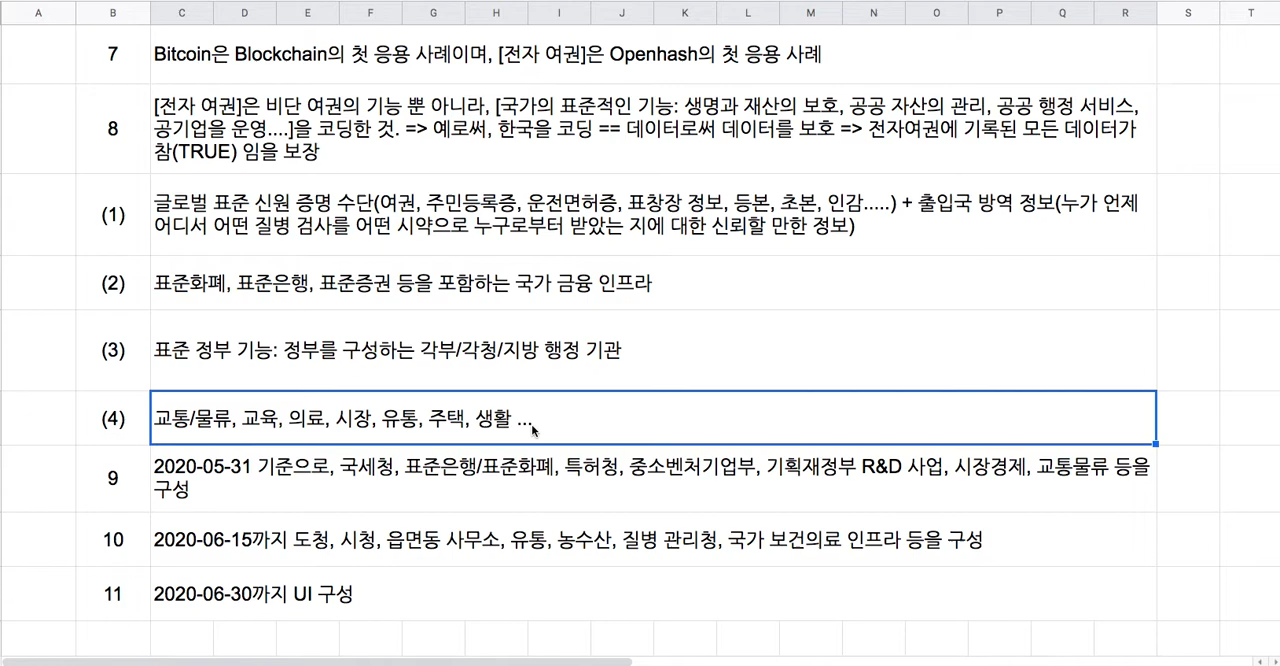 A B C D E F G H I J K L M N O P Q R S T
7 Bitcoin은 Blockchain의 첫 응용 사례이며, [전자 여권]은 Openhash의 첫 응용 사례
8 [전자 여권]은 비단 여권의 기능 뿐 아니라, [국가의 표준적인 기능: 생명과 재산의 보호, 공공 자산의 관리, 공공 행정 서비스,
공기업을 운영....]을 코딩한 것. => 예로써, 한국을 코딩 == 데이터로써 데이터를 보호 => 전자여권에 기록된 모든 데이터가
참(TRUE) 임을 보장
(1) 글로벌 표준 신원 증명 수단(여권, 주민등록증, 운전면허증, 표창장 정보, 등본, 초본, 인감.....) + 출입국 방역 정보(누가 언제
어디서 어떤 질병 검사를 어떤 시약으로 누구로부터 받았는 지에 대한 신뢰할 만한 정보)
(2) 표준화폐, 표준은행, 표준증권 등을 포함하는 국가 금융 인프라
(3) 표준 정부 기능: 정부를 구성하는 각부/각청/지방 행정 기관
(4) 교통/물류, 교육, 의료, 시장, 유통, 주택, 생활 ...
9 2020-05-31 기준으로, 국세청, 표준은행/표준화폐, 특허청, 중소벤처기업부, 기획재정부 R&D 사업, 시장경제, 교통물류 등을
구성
10 2020-06-15까지 도청, 시청, 읍면동 사무소, 유통, 농수산, 질병 관리청, 국가 보건의료 인프라 등을 구성
11 2020-06-30까지 UI 구성